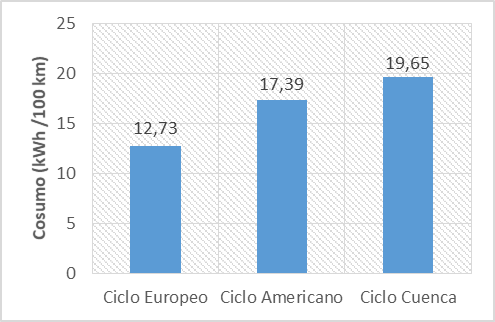 Cosumo (kWh /100 km)
25
20
15
10
5
0
12,73
17,39
19,65
Ciclo Europeo
Ciclo Americano
Ciclo Cuenca